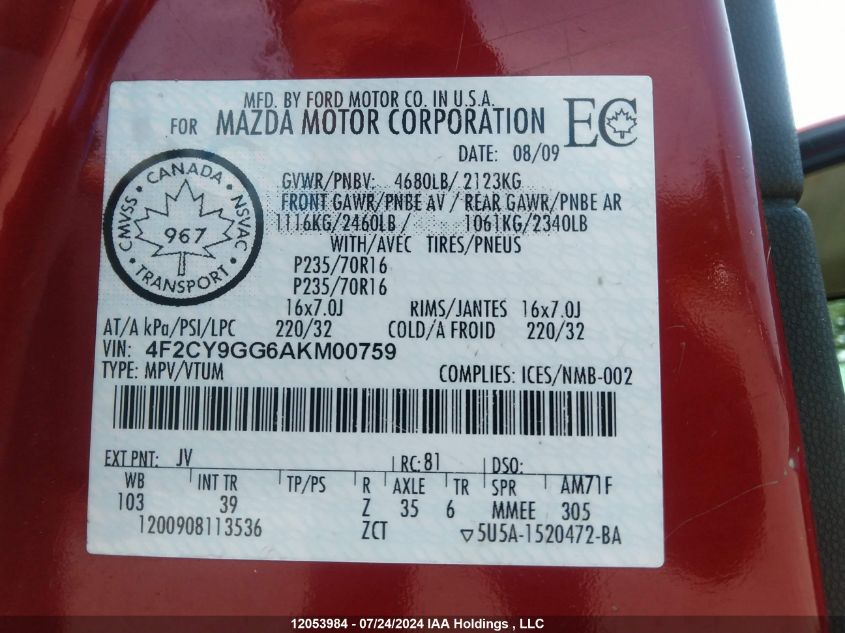 MFD. BY FORD MOTOR CO. IN U.S.A.
FOR MAZDA MOTOR CORPORATION
EC
DATE: 08/09
CANADA
CMVSS
NSVAC
967
TRANSPORT
GVWR/PNBV: 4680LB/ 2123KG
FRONT GAWR/PNBE AV / REAR GAWR/PNBE AR
1116KG/2460LB / 1061KG/2340LB
WITH/AVEC TIRES/PNEUS
P235/70R16
P235/70R16
16x7.0J RIMS/JANTES 16x7.0J
AT/A kPa/PSI/LPC 220/32 COLD/A FROID 220/32
VIN: 4F2CY9GG6AKM00759
TYPE: MPV/VTUM COMPLIES: ICES/NMB-002
EXT PNT: JV RC:81 DSO:
WB INT TR TP/PS R AXLE TR SPR AM71F
103 39 Z 35 6 MMEE 305
1200908113536 ZCT ▽5U5A-1520472-BA
12053984 - 07/24/2024 IAA Holdings , LLC